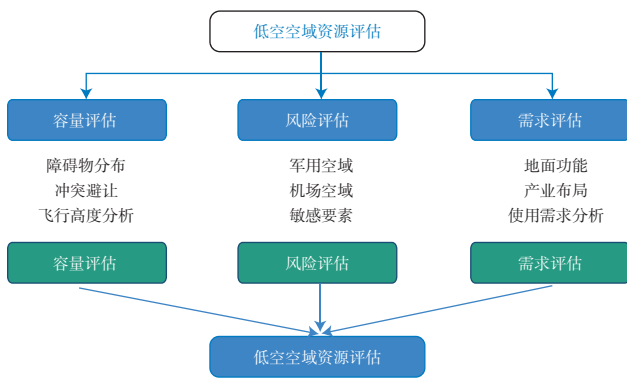 低空空域资源评估
容量评估
风险评估
需求评估
障碍物分布
冲突避让
飞行高度分析
军用空域
机场空域
敏感要素
地面功能
产业布局
使用需求分析
容量评估
风险评估
需求评估
低空空域资源评估